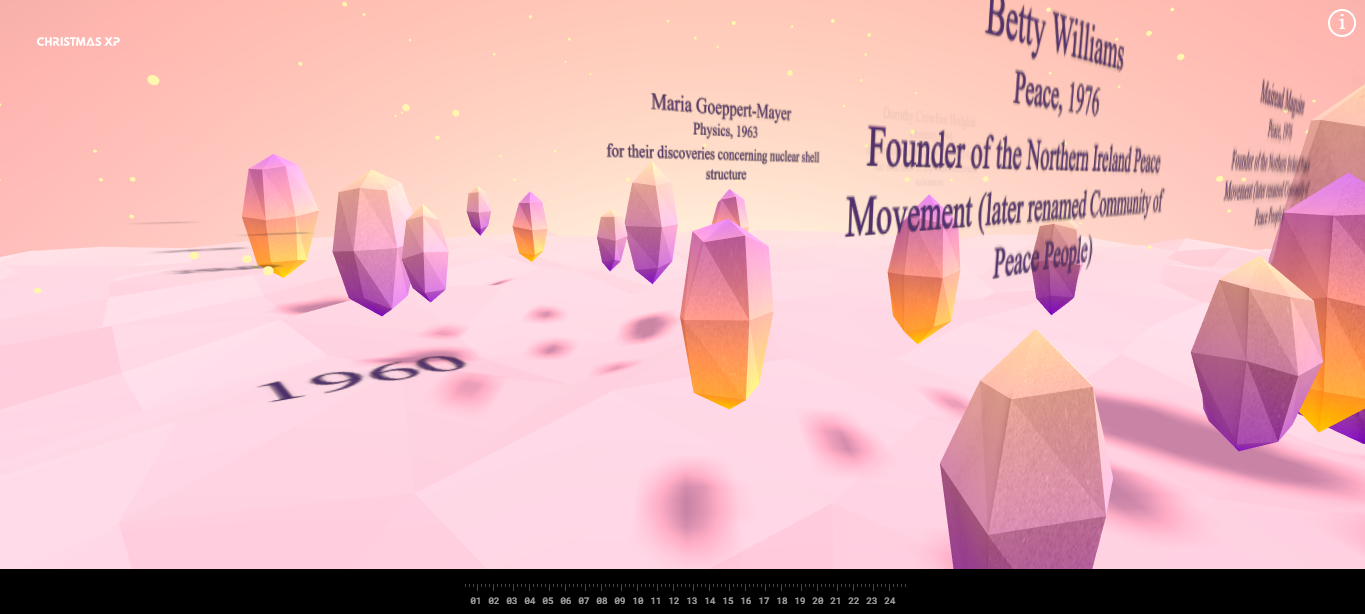 CHRISTMAS XP
i
Betty Williams
Peace, 1976
Founder of the Northern Ireland Peace
Movement (later renamed Community of
Peace People)
Maria Goeppert-Mayer
Physics, 1963
for their discoveries concerning nuclear shell
structure
Dorothy Crowfoot Hodgkin
Mairead Maguire
Peace, 1976
Founder of the Northern Ireland Peace
Movement (later renamed Community of
Peace People)
1960
01 02 03 04 05 06 07 08 09 10 11 12 13 14 15 16 17 18 19 20 21 22 23 24